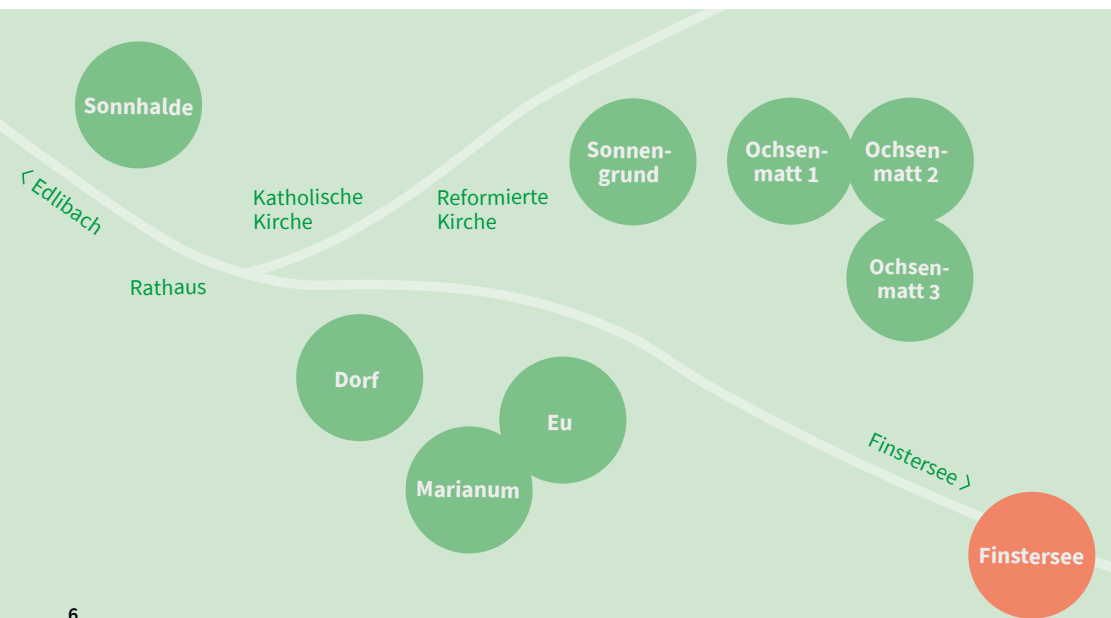 Sonnhalde
Sonnen-
grund
Ochsen-
matt 1
Ochsen-
matt 2
< Edlibach
Katholische
Kirche
Reformierte
Kirche
Ochsen-
matt 3
Rathaus
Dorf
Eu
Marianum
Finstersee >
Finstersee
6